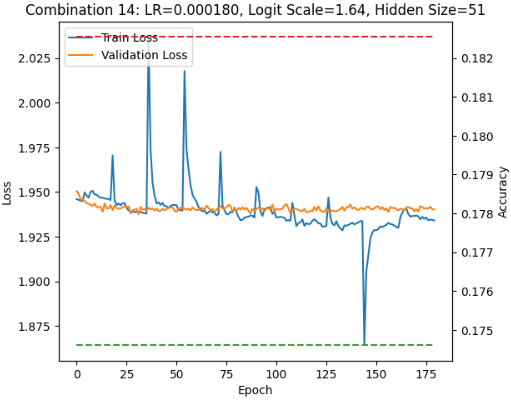 Combination 14: LR=0.000180, Logit Scale=1.64, Hidden Size=51
Train Loss
Validation Loss
2.025
2.000
1.975
1.950
1.925
1.900
1.875
Loss
0.182
0.181
0.180
0.179
0.178
0.177
0.176
0.175
Accuracy
0 25 50 75 100 125 150 175
Epoch